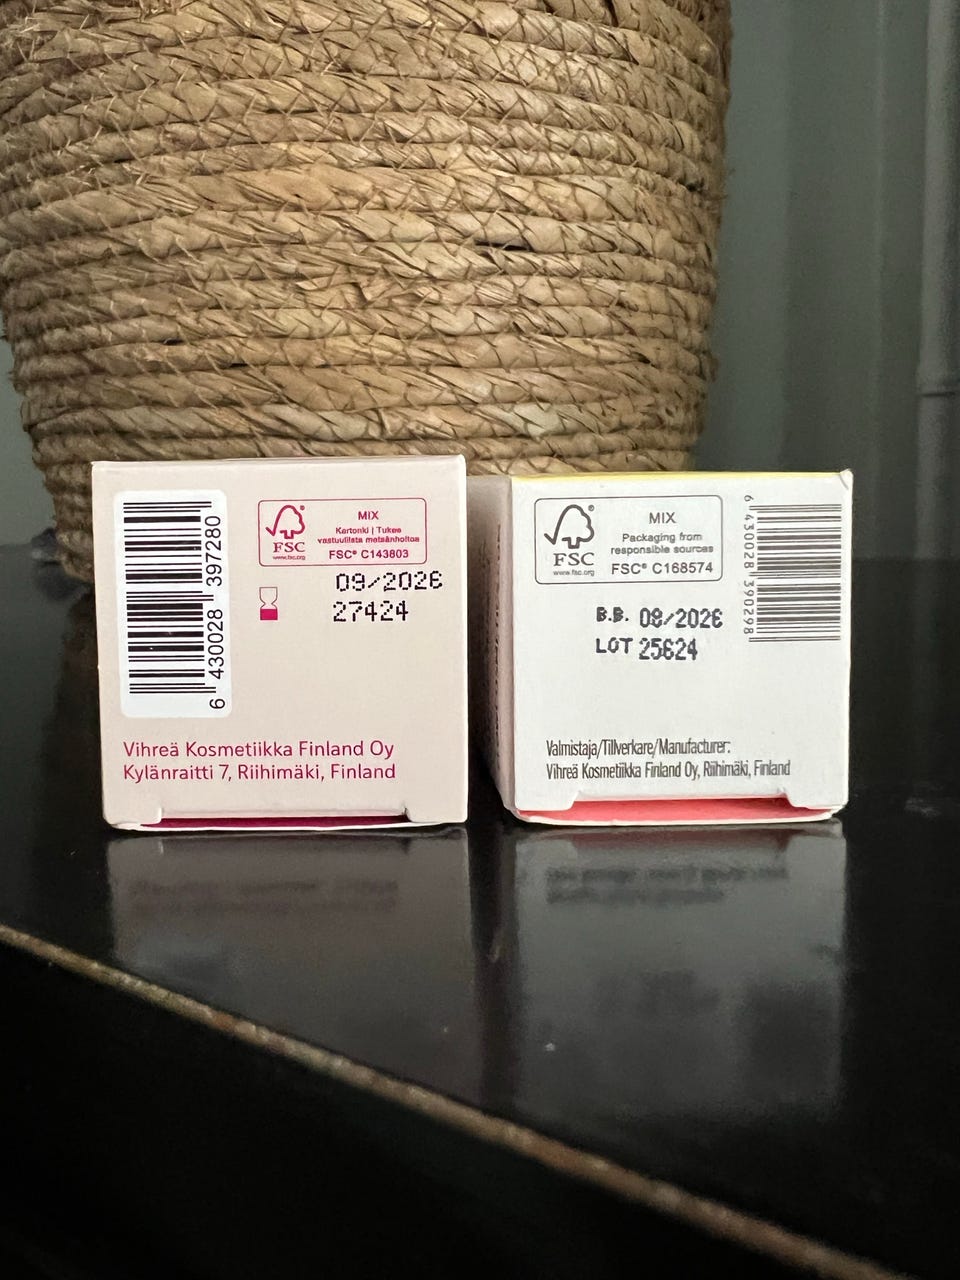 6 430028 397280
FSC®
www.fsc.org
MIX
Kartonki | Tukee
vastuullista metsänhoitoa
FSC® C143803
09/2026
27424
Vihreä Kosmetiikka Finland Oy
Kylänraitti 7, Riihimäki, Finland
FSC®
www.fsc.org
MIX
Packaging from
responsible sources
FSC® C168574
6 430028 390298
B.B. 08/2026
LOT 25624
Valmistaja/Tillverkare/Manufacturer:
Vihreä Kosmetiikka Finland Oy, Riihimäki, Finland